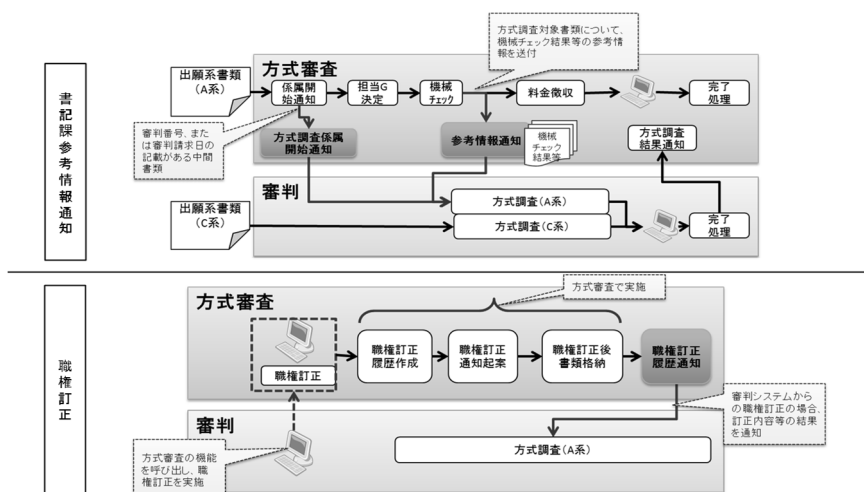 書記課参考情報通知
方式審査
出願系書類
(A系)
係属開
始通知
担当G
決定
機械
チェック
料金徴収
完了
処理
方式調査対象書類について、
機械チェック結果等の参考情
報を送付
審判番号、また
は審判請求日の
記載がある中間
書類
方式調査係属
開始通知
参考情報通知
機械
チェック
結果等
方式調査
結果通知
審判
出願系書類
(C系)
方式調査(A系)
方式調査(C系)
完了
処理
職権訂正
方式審査
方式審査で実施
職権訂正
職権訂正
履歴作成
職権訂正
通知起案
職権訂正後
書類格納
職権訂正
履歴通知
審判システムから
の職権訂正の場合、
訂正内容等の結果
を通知
審判
方式審査の機能
を呼び出し、職
権訂正を実施
方式調査(A系)